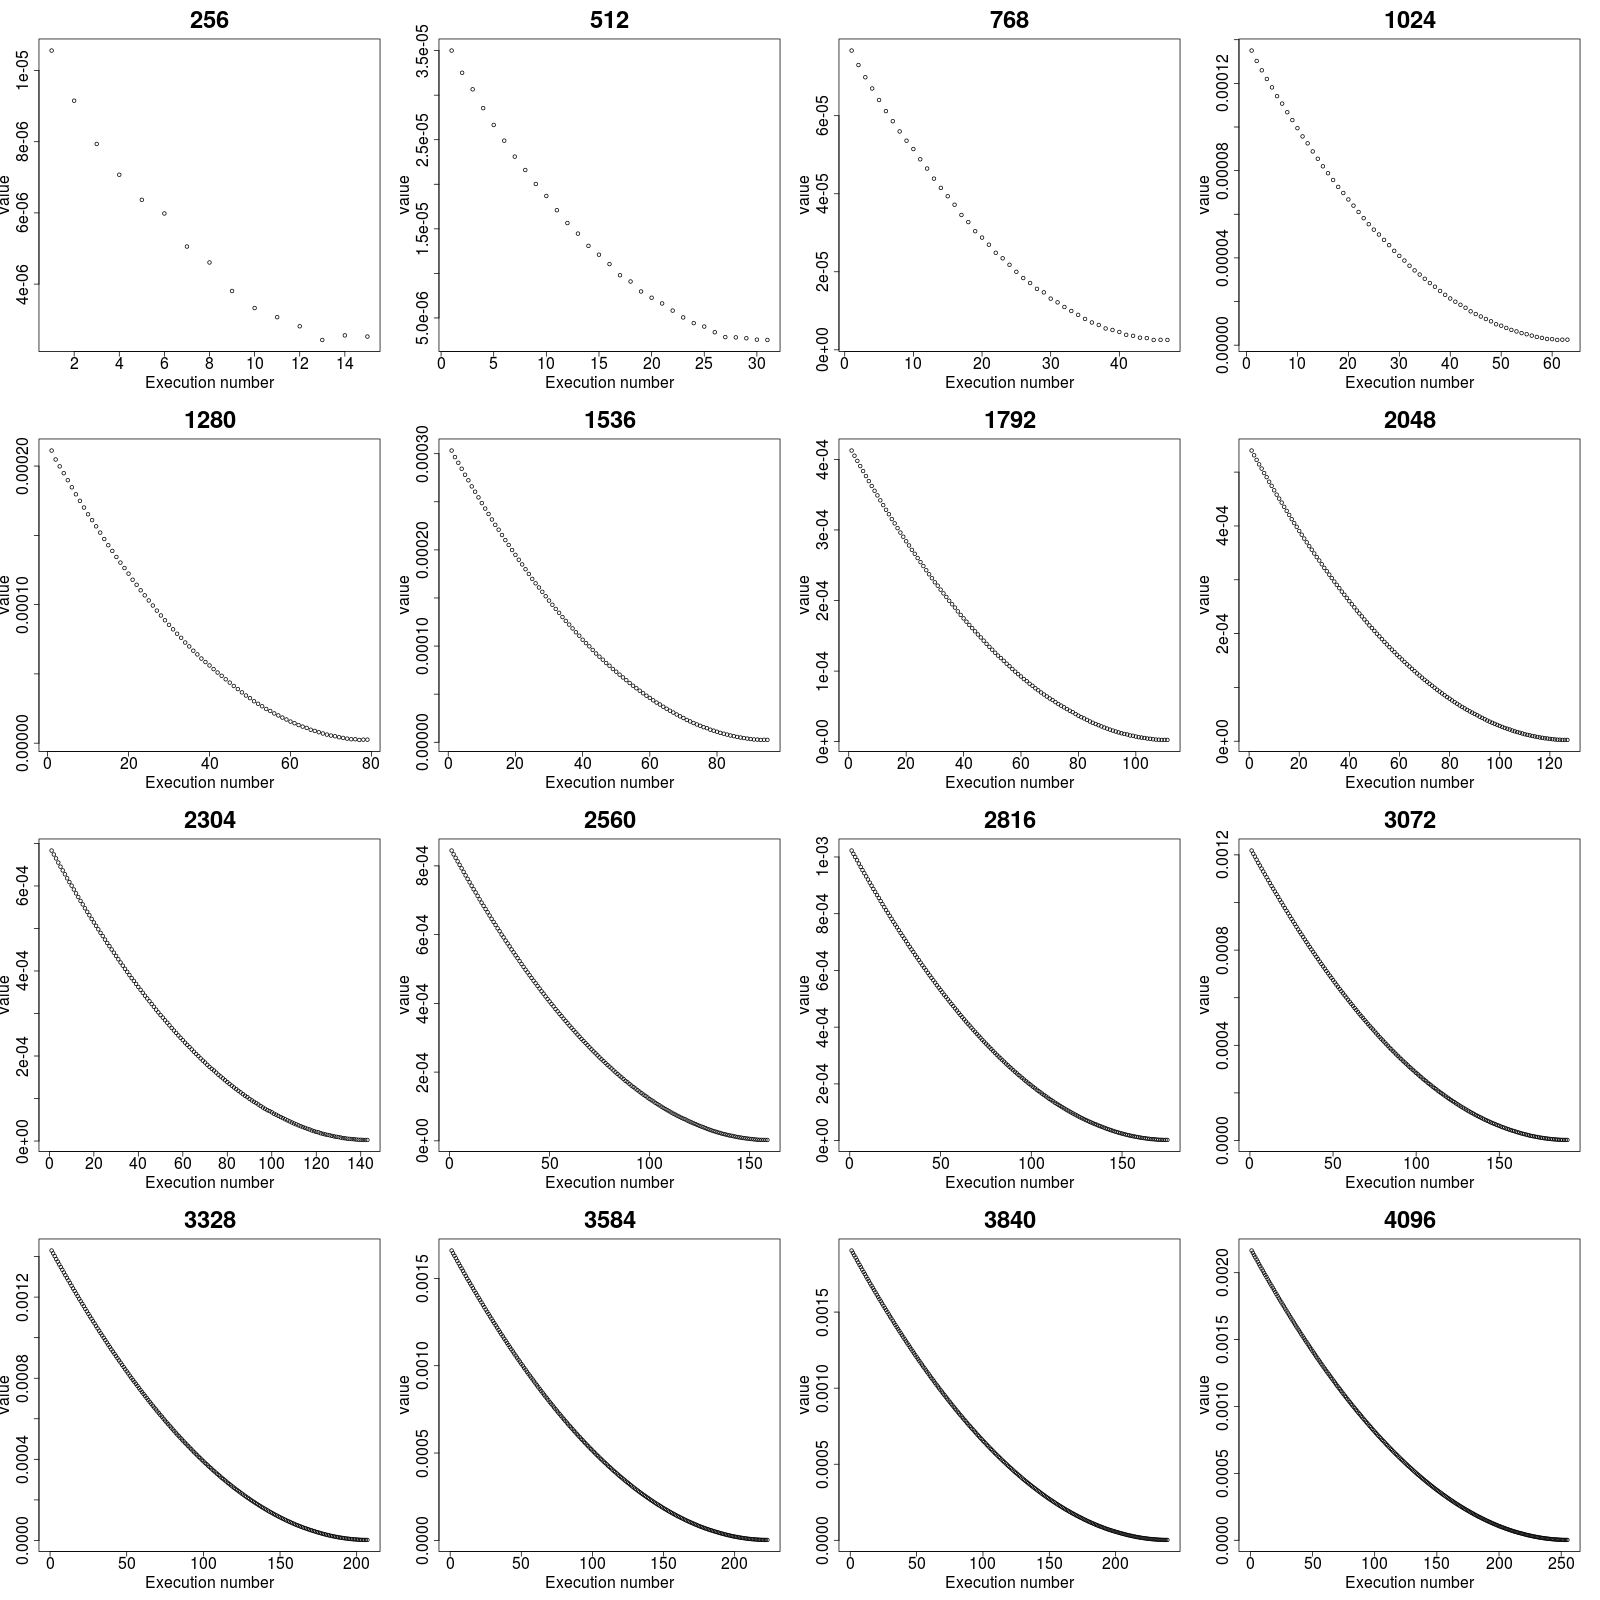 256
value
4e-06 6e-06 8e-06 1e-05
2 4 6 8 10 12 14
Execution number
512
value
5.0e-06 1.5e-05 2.5e-05 3.5e-05
0 5 10 15 20 25 30
Execution number
768
value
0e+00 2e-05 4e-05 6e-05
0 10 20 30 40
Execution number
1024
value
0.00000 0.00004 0.00008 0.00012
0 10 20 30 40 50 60
Execution number
1280
value
0.00000 0.00010 0.00020
0 20 40 60 80
Execution number
1536
value
0.00000 0.00010 0.00020 0.00030
0 20 40 60 80
Execution number
1792
value
0e+00 1e-04 2e-04 3e-04 4e-04
0 20 40 60 80 100
Execution number
2048
value
0e+00 2e-04 4e-04
0 20 40 60 80 100 120
Execution number
2304
value
0e+00 2e-04 4e-04 6e-04
0 20 40 60 80 100 120 140
Execution number
2560
value
0e+00 2e-04 4e-04 6e-04 8e-04
0 50 100 150
Execution number
2816
value
0e+00 2e-04 4e-04 6e-04 8e-04 1e-03
0 50 100 150
Execution number
3072
value
0.0000 0.0004 0.0008 0.0012
0 50 100 150
Execution number
3328
value
0.0000 0.0004 0.0008 0.0012
0 50 100 150 200
Execution number
3584
value
0.0000 0.0005 0.0010 0.0015
0 50 100 150 200
Execution number
3840
value
0.0000 0.0005 0.0010 0.0015
0 50 100 150 200
Execution number
4096
value
0.0000 0.0005 0.0010 0.0015 0.0020
0 50 100 150 200 250
Execution number